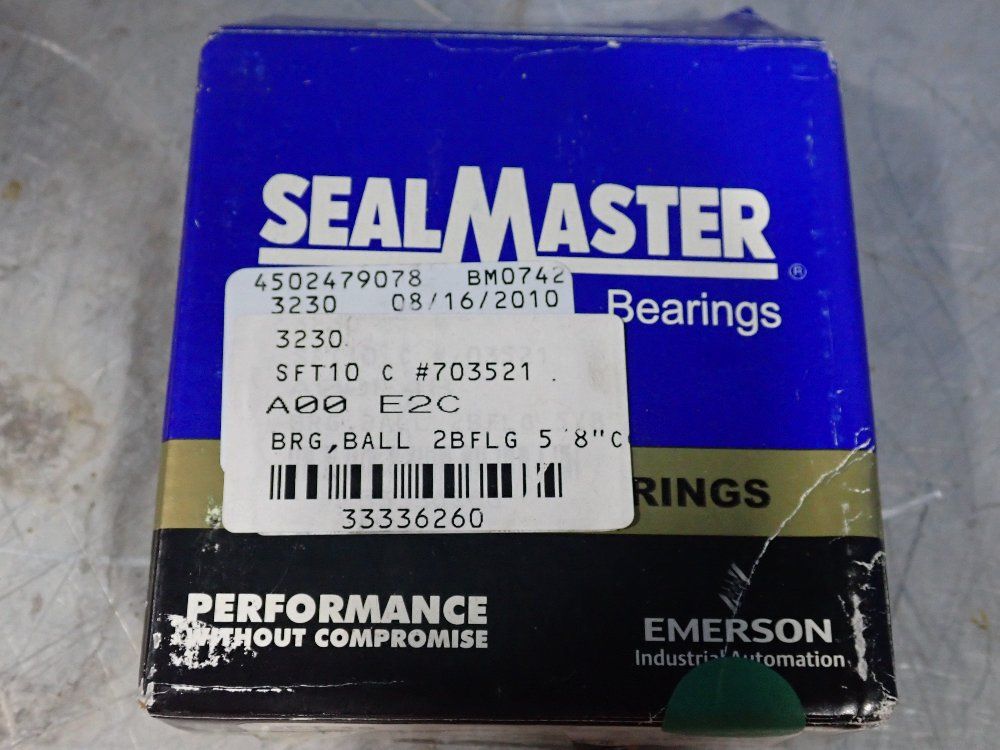 SEALMASTER
®
Bearings
4502479078 BM0742
3230 08/16/2010
3230
SFT10 C #703521 .
A00 E2C
BRG,BALL 2BFLG 5/8"C
33336260
RINGS
PERFORMANCE
WITHOUT COMPROMISE
EMERSON
Industrial Automation